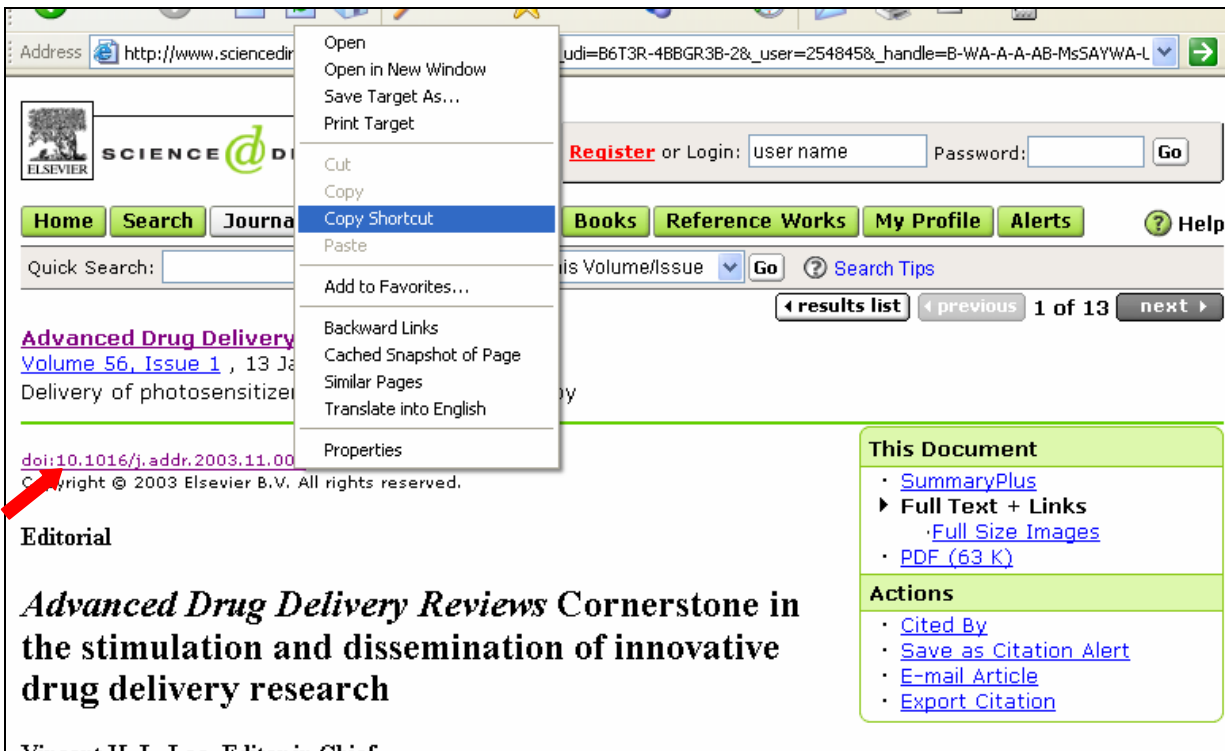 Address http://www.sciencedir
_udi=B6T3R-4BBGR3B-2&_user=254845&_handle=B-WA-A-A-AB-MsSAYWA-L
Open
Open in New Window
Save Target As...
Print Target
Cut
Copy
Copy Shortcut
Paste
Add to Favorites...
Backward Links
Cached Snapshot of Page
Similar Pages
Translate into English
Properties
ELSEVIER
SCIENCE @ DI
Register or Login: user name Password: Go
Home Search Journa Books Reference Works My Profile Alerts ? Help
Quick Search: is Volume/Issue Go ? Search Tips
results list previous 1 of 13 next
Advanced Drug Delivery
Volume 56, Issue 1 , 13 Ja
Delivery of photosensitize
doi:10.1016/j.addr.2003.11.00
Copyright © 2003 Elsevier B.V. All rights reserved.
Editorial
Advanced Drug Delivery Reviews Cornerstone in
the stimulation and dissemination of innovative
drug delivery research
This Document
· SummaryPlus
Full Text + Links
·Full Size Images
· PDF (63 K)
Actions
· Cited By
· Save as Citation Alert
· E-mail Article
· Export Citation